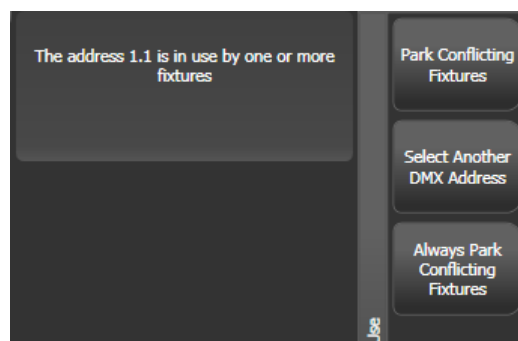 The address 1.1 is in use by one or more
fixtures
Park Conflicting
Fixtures
Select Another
DMX Address
Always Park
Conflicting
Fixtures
Use